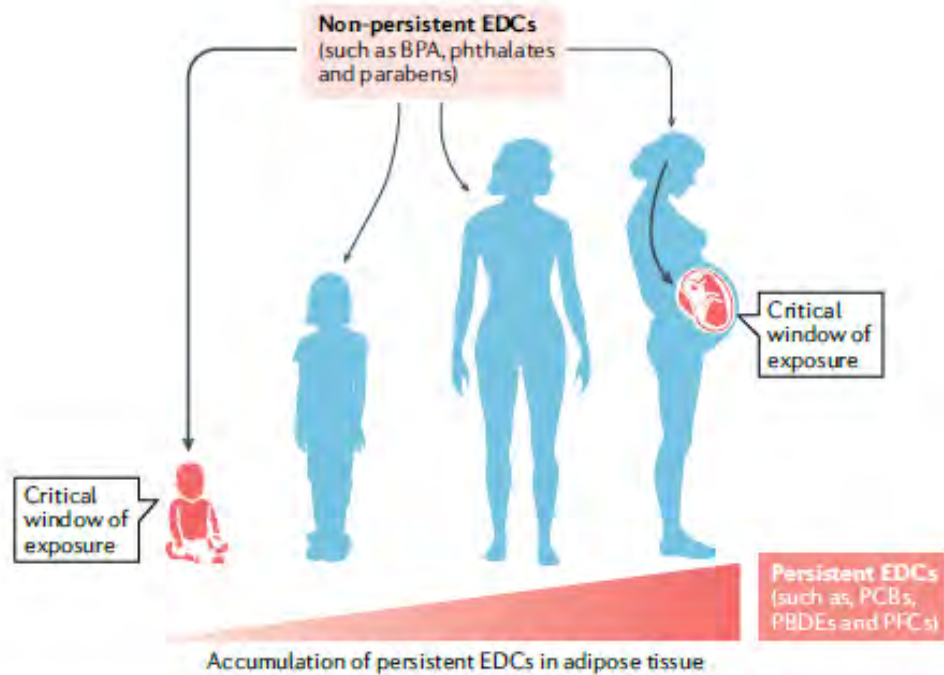 Non-persistent EDCs
(such as BPA, phthalates
and parabens)
Critical
window of
exposure
Critical
window of
exposure
Persistent EDCs
(such as, PCBs,
PBDEs and PFCs)
Accumulation of persistent EDCs in adipose tissue